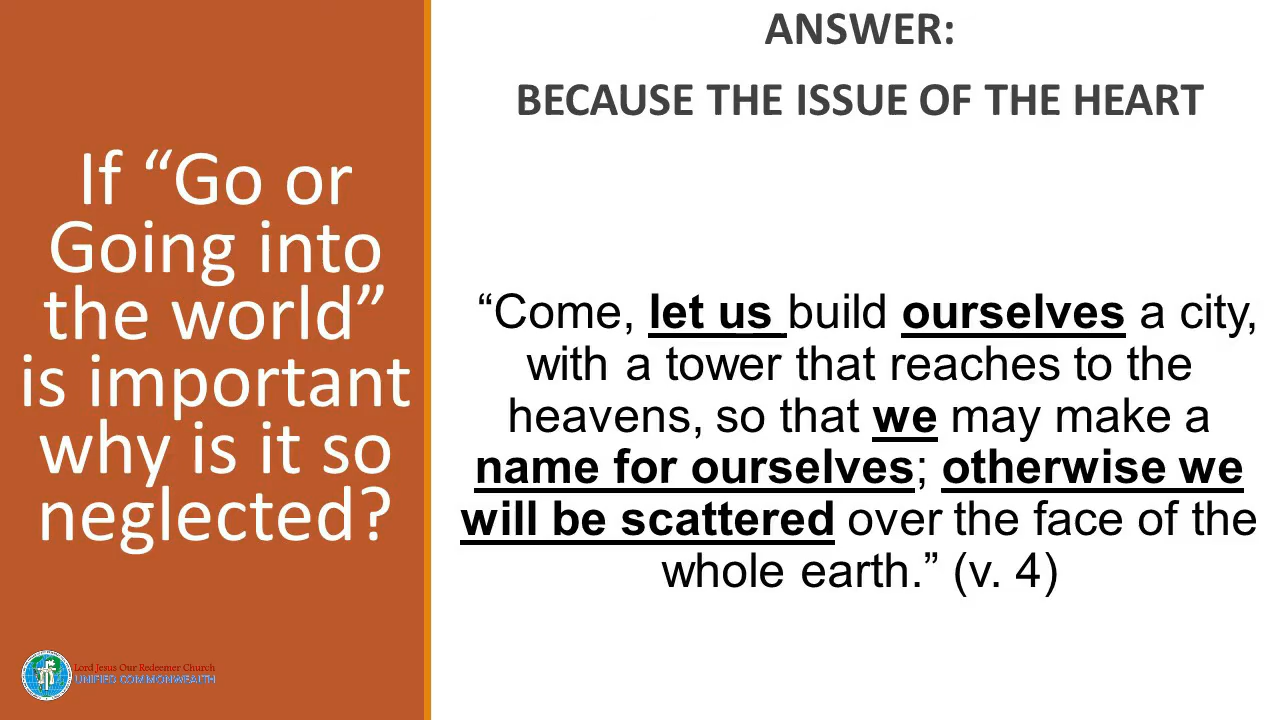 If “Go or
Going into
the world”
is important
why is it so
neglected?
ANSWER:
BECAUSE THE ISSUE OF THE HEART
“Come, let us build ourselves a city,
with a tower that reaches to the
heavens, so that we may make a
name for ourselves; otherwise we
will be scattered over the face of the
whole earth.” (v. 4)
Lord Jesus Our Redeemer Church
UNIFIED COMMONWEALTH